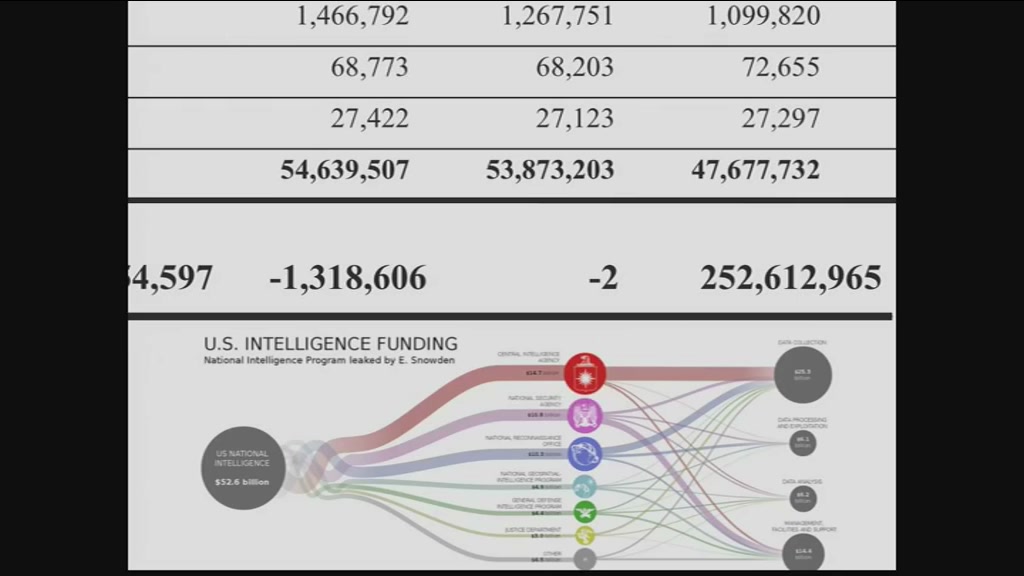 1,466,792 1,267,751 1,099,820
68,773 68,203 72,655
27,422 27,123 27,297
54,639,507 53,873,203 47,677,732
4,597 -1,318,606 -2 252,612,965
U.S. INTELLIGENCE FUNDING
National Intelligence Program leaked by E. Snowden
US NATIONAL
INTELLIGENCE
$52.6 billion
CENTRAL INTELLIGENCE
AGENCY
$14.7 billion
NATIONAL SECURITY
AGENCY
$10.8 billion
NATIONAL RECONNAISSANCE
OFFICE
$10.3 billion
NATIONAL GEOSPATIAL-
INTELLIGENCE PROGRAM
$4.9 billion
GENERAL DEFENSE
INTELLIGENCE PROGRAM
$4.4 billion
JUSTICE DEPARTMENT
$3.0 billion
OTHER
billion
DATA COLLECTION
$25.3
billion
DATA PROCESSING
AND EXPLOITATION
$6.1
billion
DATA ANALYSIS
$6.2
billion
MANAGEMENT,
FACILITIES AND SUPPORT
$14.4
billion